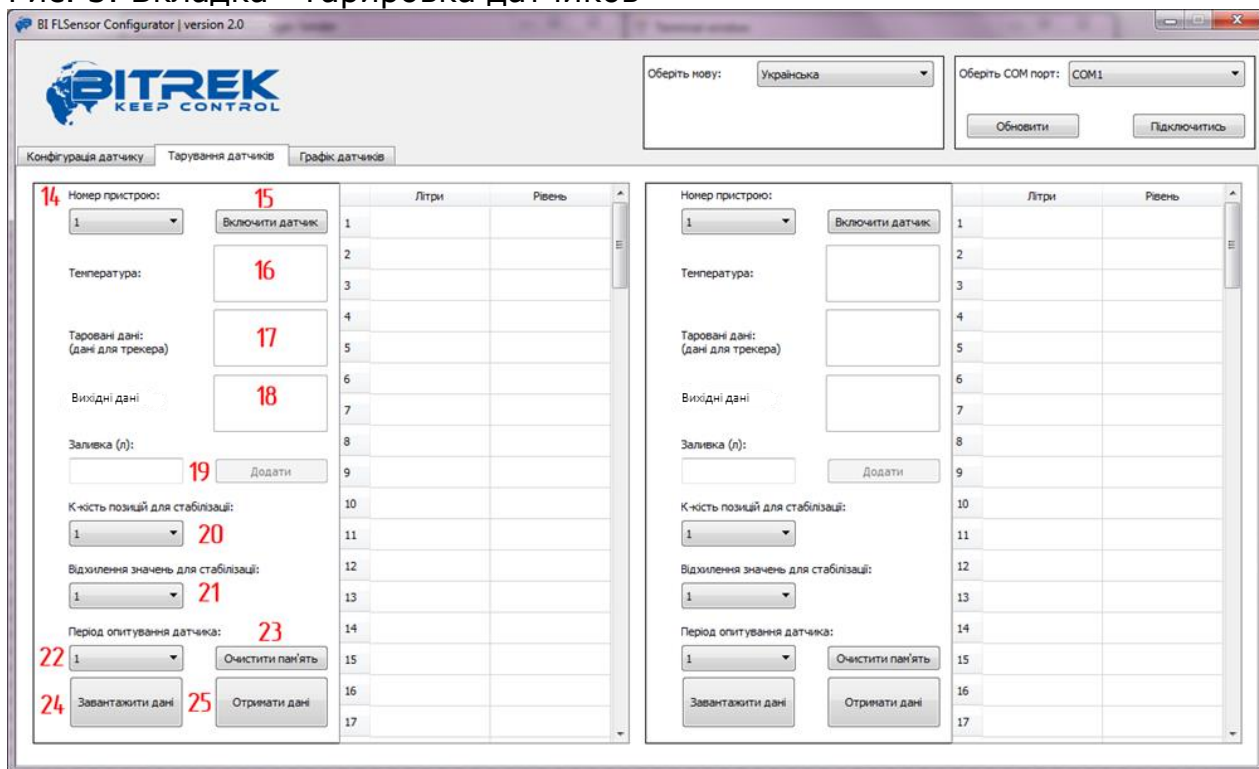 Рис. Вкладка Тарировка датчиков
BI FLSensor Configurator | version 2.0
BITREK
KEEP CONTROL
Оберіть мову: Українська
Оберіть COM порт: COM1
Обновити Підключитись
Конфігурація датчику Тарування датчиків Графік датчиків
14 Номер пристрою: 15
1 Включити датчик
Температура: 16
Таровані дані: 17
(дані для трекера)
Вихідні дані 18
Заливка (л):
19 Додати
К-кість позицій для стабілізації:
1 20
Відхилення значень для стабілізації:
1 21
Період опитування датчика: 23
22 1 Очистити пам'ять
24 Завантажити дані 25 Отримати дані
Літри Рівень
1
2
3
4
5
6
7
8
9
10
11
12
13
14
15
16
17
Номер пристрою:
1 Включити датчик
Температура:
Таровані дані:
(дані для трекера)
Вихідні дані
Заливка (л):
Додати
К-кість позицій для стабілізації:
1
Відхилення значень для стабілізації:
1
Період опитування датчика:
1 Очистити пам'ять
Завантажити дані Отримати дані
Літри Рівень
1
2
3
4
5
6
7
8
9
10
11
12
13
14
15
16
17